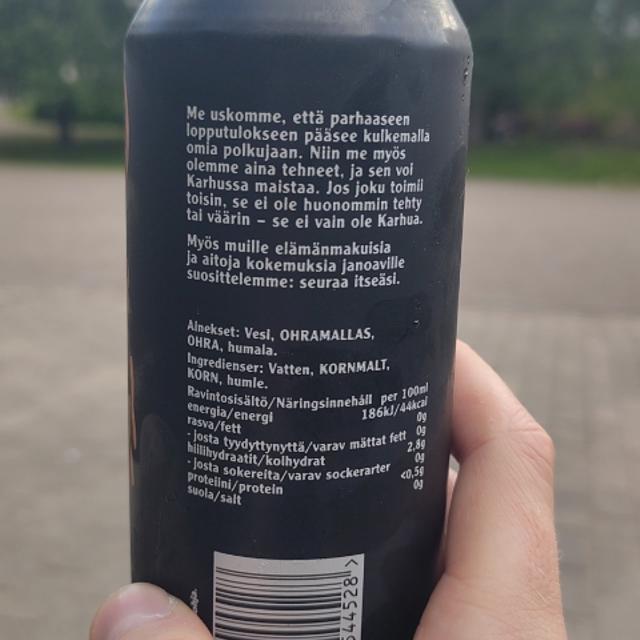 Me uskomme, että parhaaseen
lopputulokseen pääsee kulkemalla
omia polkujaan. Niin me myös
olemme aina tehneet, ja sen voi
Karhussa maistaa. Jos joku toimii
toisin, se ei ole huonommin tehty
tai väärin – se ei vain ole Karhua.
Myös muille elämänmakuisia
ja aitoja kokemuksia janoaville
suosittelemme: seuraa itseäsi.
Ainekset: Vesi, OHRAMALLAS,
OHRA, humala.
Ingredienser: Vatten, KORNMALT,
KORN, humle.
Ravintosisältö/Näringsinnehåll per 100ml
energia/energi 186kJ/44kcal
rasva/fett 0g
- josta tyydyttynyttä/varav mättat fett 0g
hiilihydraatit/kolhydrat 2,8g
- josta sokereita/varav sockerarter 0g
proteiini/protein <0,5g
suola/salt 0g
544528>